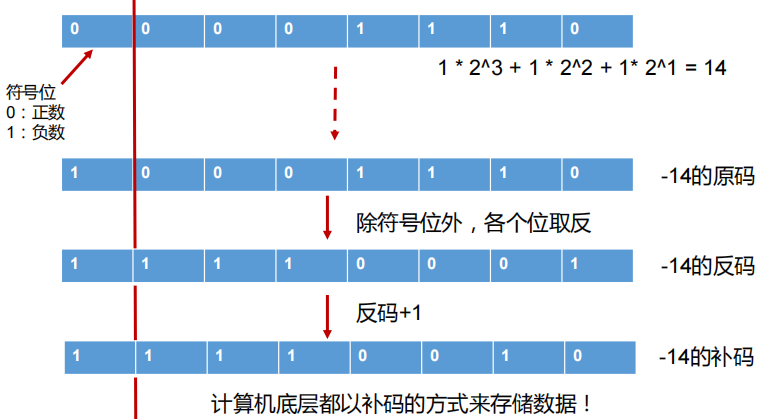 0 0 0 0 1 1 1 0
1 * 2^3 + 1 * 2^2 + 1* 2^1 = 14
符号位
0：正数
1：负数
1 0 0 0 1 1 1 0 -14的原码
除符号位外，各个位取反
1 1 1 1 0 0 0 1 -14的反码
反码+1
1 1 1 1 0 0 1 0 -14的补码
计算机底层都以补码的方式来存储数据！